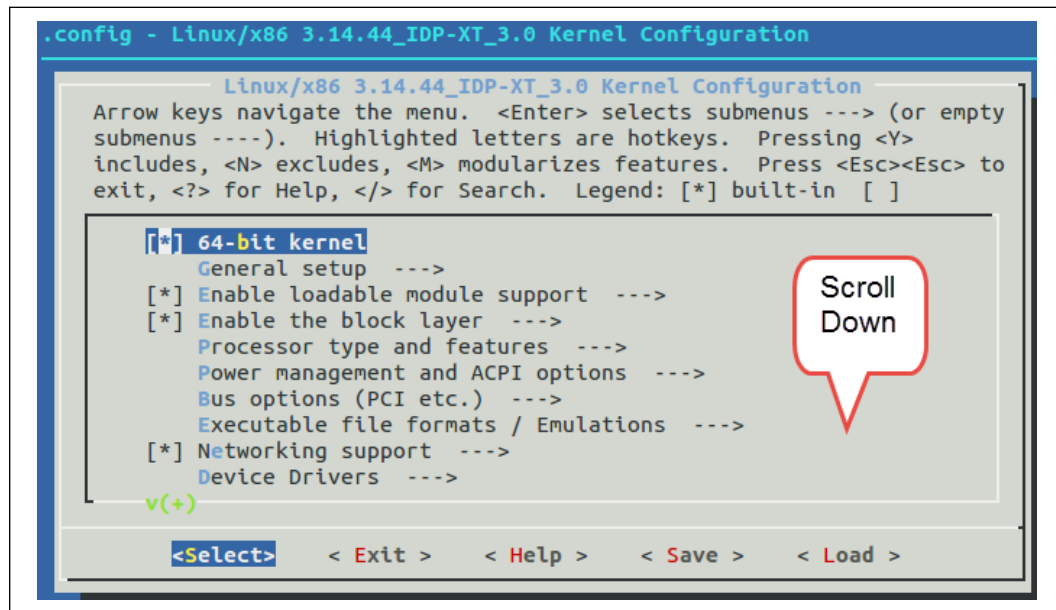 .config - Linux/x86 3.14.44_IDP-XT_3.0 Kernel Configuration
Linux/x86 3.14.44_IDP-XT_3.0 Kernel Configuration
Arrow keys navigate the menu.  <Enter> selects submenus ---> (or empty
submenus ----).  Highlighted letters are hotkeys.  Pressing <Y>
includes, <N> excludes, <M> modularizes features.  Press <Esc><Esc> to
exit, <?> for Help, </> for Search.  Legend: [*] built-in  [ ]
[*] 64-bit kernel
General setup  --->
[*] Enable loadable module support  --->
[*] Enable the block layer  --->
Processor type and features  --->
Power management and ACPI options  --->
Bus options (PCI etc.)  --->
Executable file formats / Emulations  --->
[*] Networking support  --->
Device Drivers  --->
v(+)
Scroll
Down
<Select>    < Exit >    < Help >    < Save >    < Load >